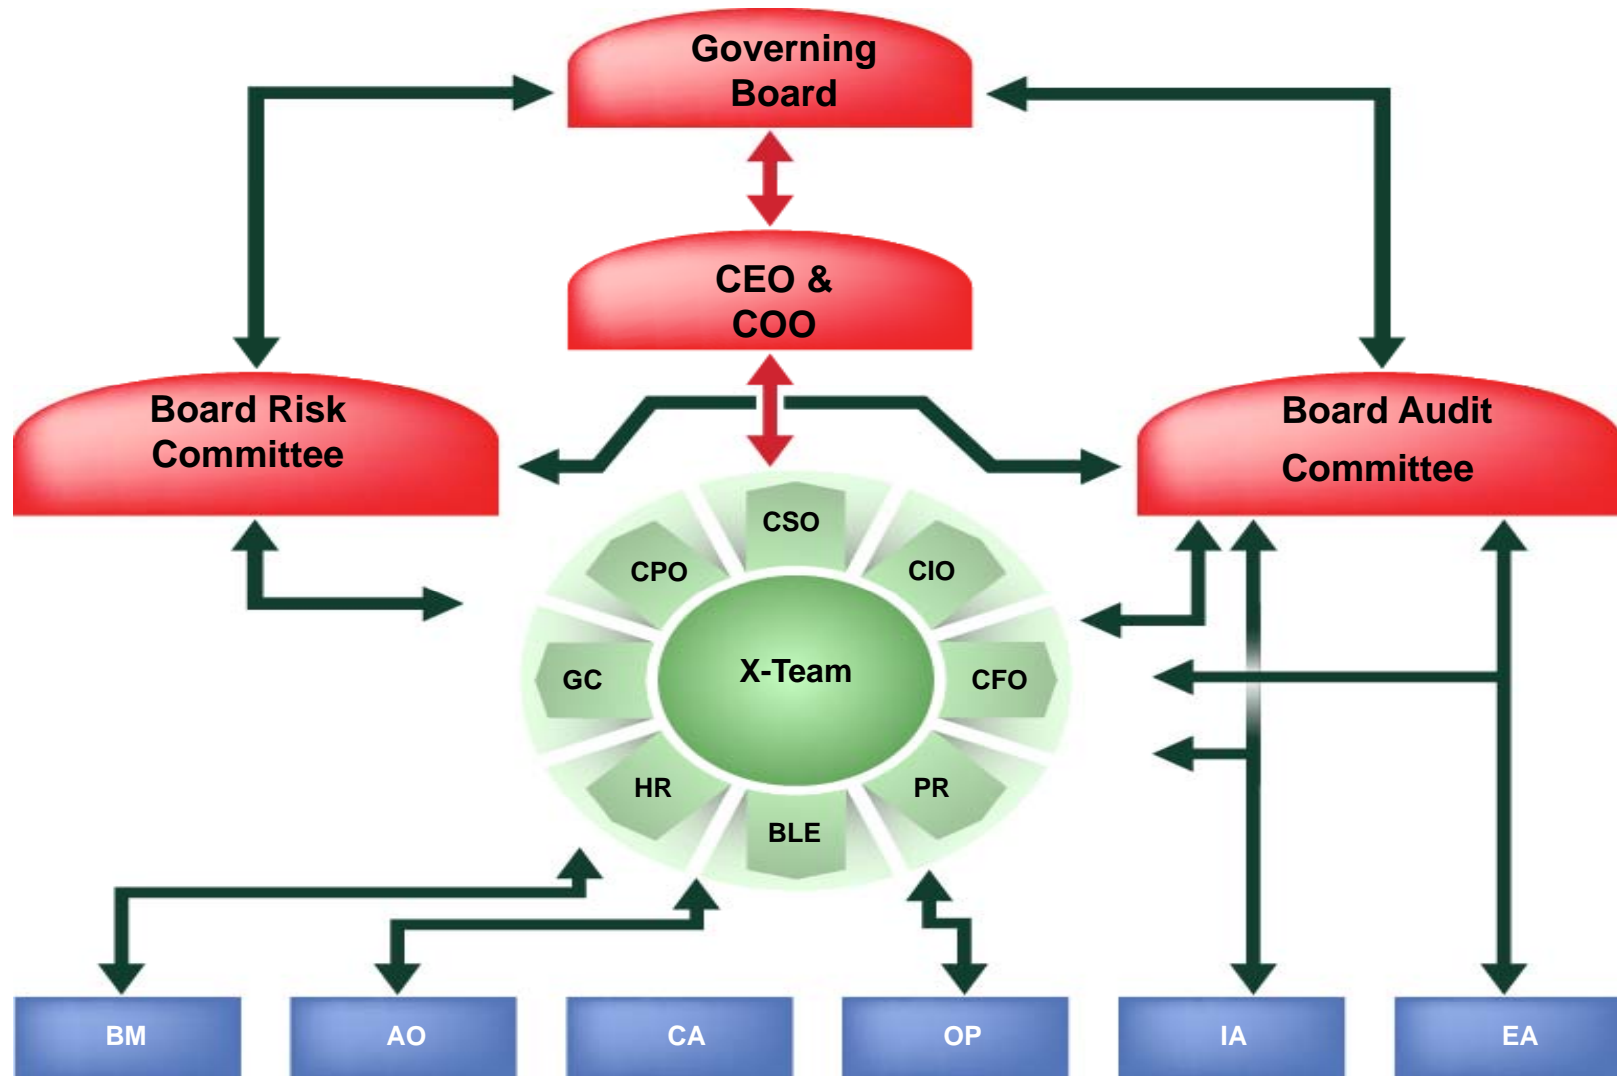 Governing
Board
CEO &
COO
Board Risk
Committee
Board Audit
Committee
CSO
CPO
CIO
GC
X-Team
CFO
HR
PR
BLE
BM
AO
CA
OP
IA
EA